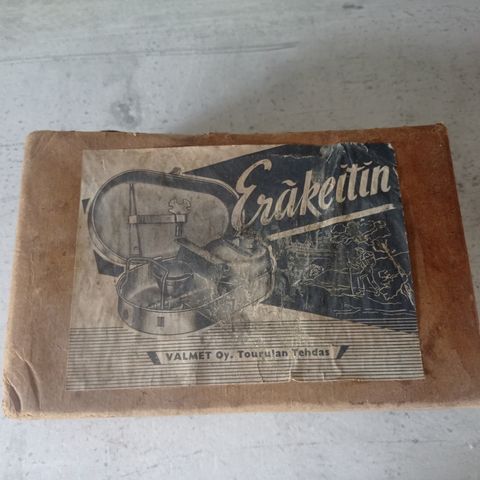 Eräkeitin
VALMET Oy. Tourulan Tehdas